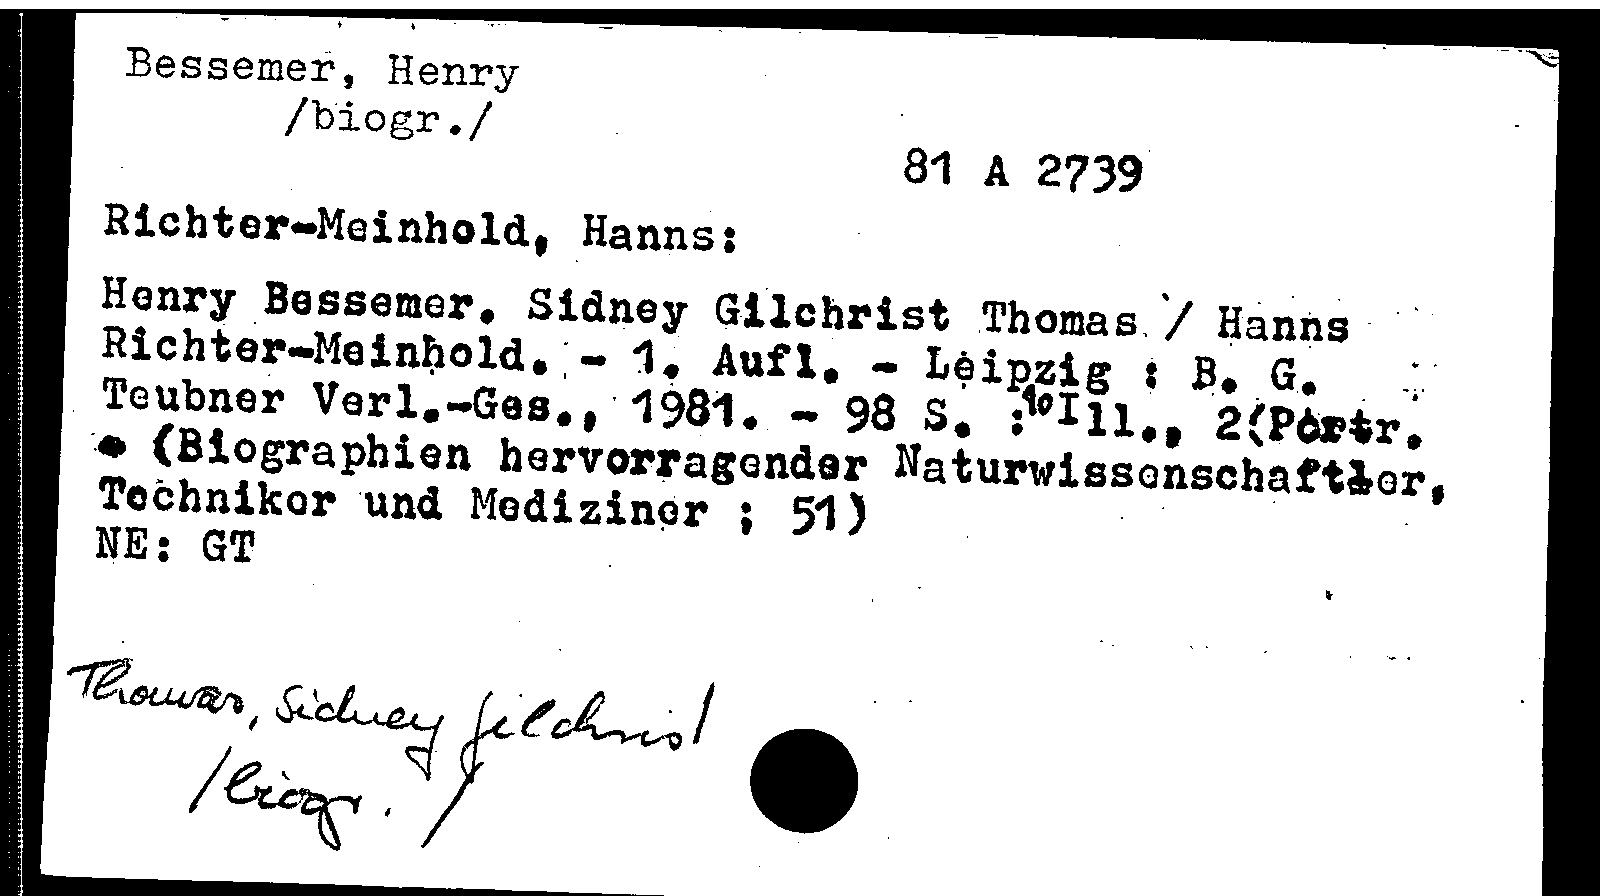 Bessemer, Henry
/biogr./
81 A 2739
Richter-Meinhold, Hanns:
Henry Bessemer. Sidney Gilchrist Thomas / Hanns
Richter-Meinhold. - 1. Aufl. - Leipzig : B. G.
Teubner Verl.-Ges., 1981. - 98 S. : 10 Ill., 2 (Portr.
. (Biographien hervorragender Naturwissenschaftler,
Techniker und Mediziner ; 51)
NE: GT
Thomas, Sidney Gilchrist
/biogr. /